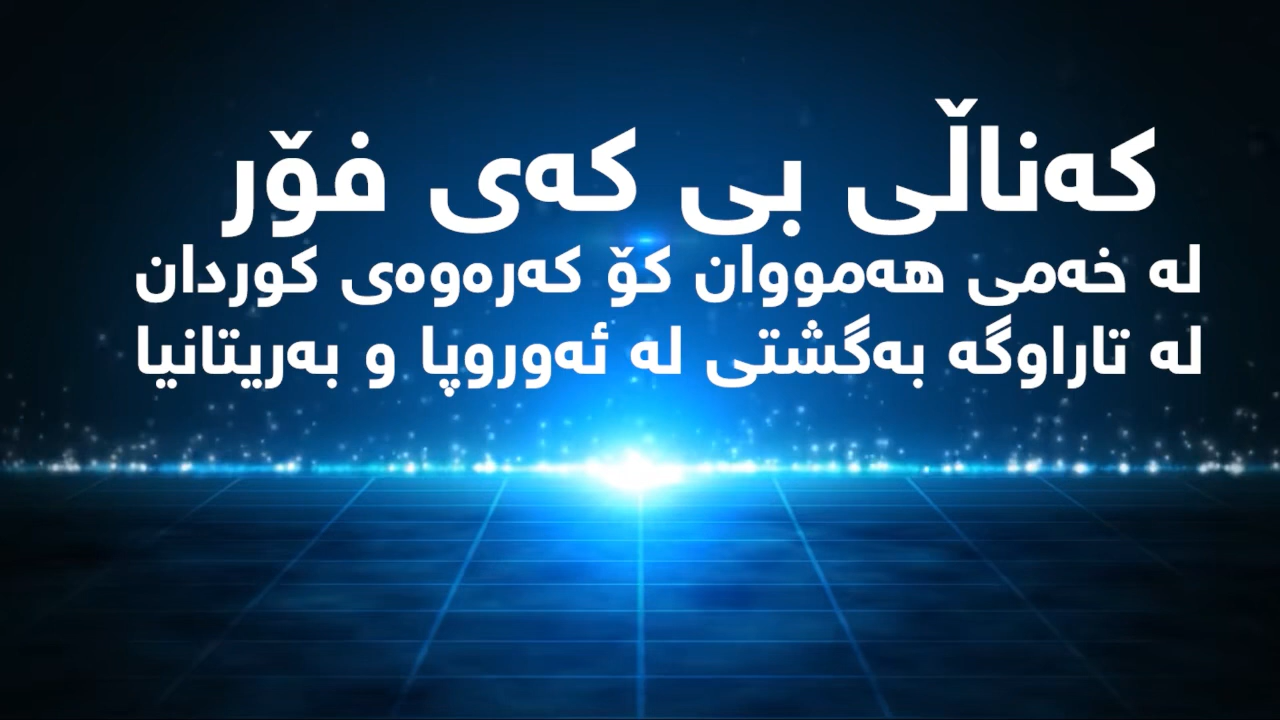 کەناڵی بی کەی فۆر
لە خەمی هەمووان کۆ کەرەوەی کوردان
لە تاراوگە بەگشتی لە ئەوروپا و بەریتانیا